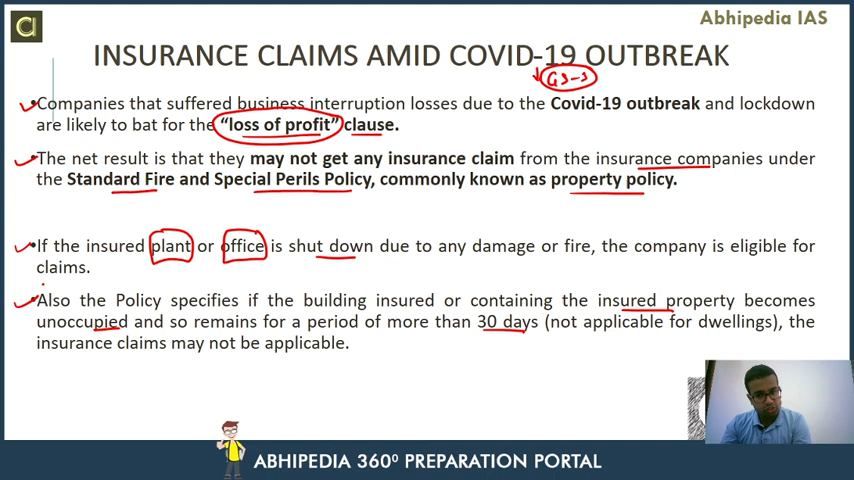 Abhipedia IAS
INSURANCE CLAIMS AMID COVID-19 OUTBREAK
GS-3
•Companies that suffered business interruption losses due to the Covid-19 outbreak and lockdown
are likely to bat for the “loss of profit” clause.
•The net result is that they may not get any insurance claim from the insurance companies under
the Standard Fire and Special Perils Policy, commonly known as property policy.
•If the insured plant or office is shut down due to any damage or fire, the company is eligible for
claims.
•Also the Policy specifies if the building insured or containing the insured property becomes
unoccupied and so remains for a period of more than 30 days (not applicable for dwellings), the
insurance claims may not be applicable.
ABHIPEDIA 360⁰ PREPARATION PORTAL